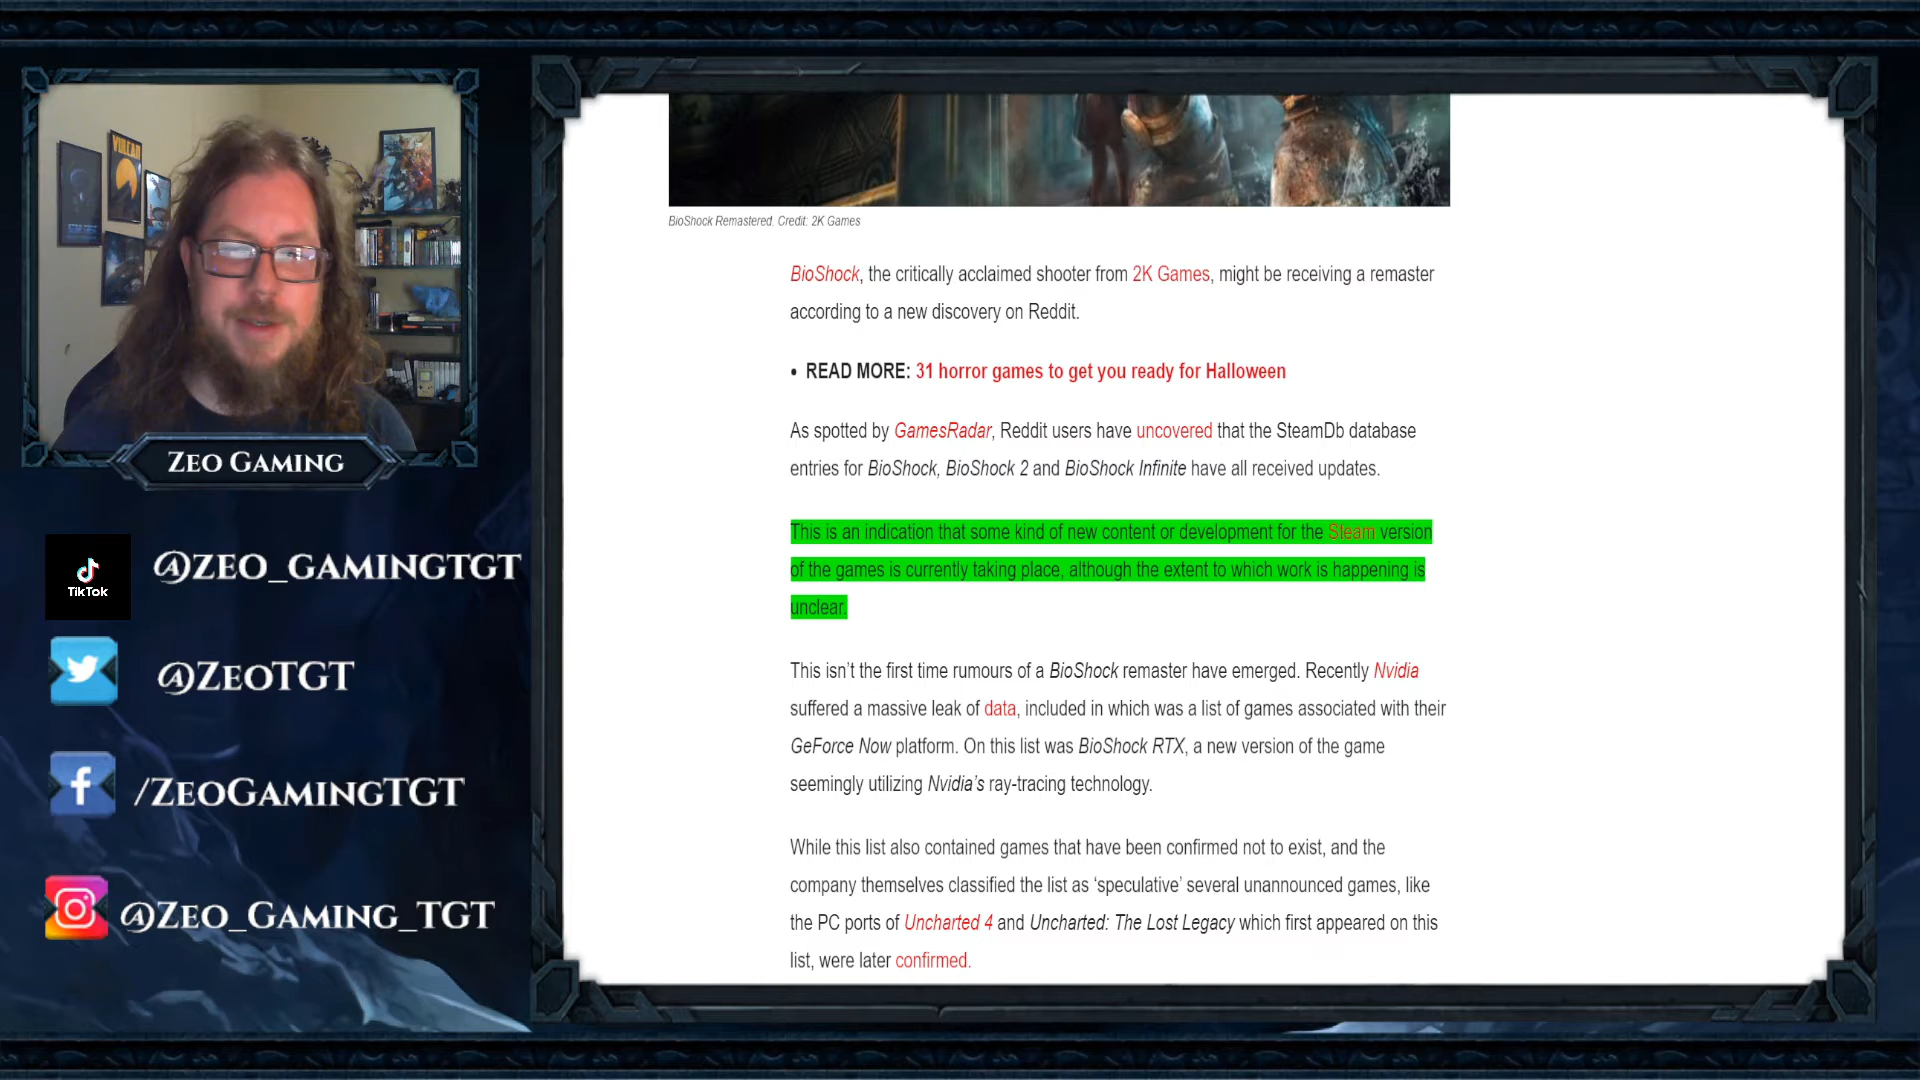 VULCAN
ZEO GAMING
TikTok
@ZEO_GAMINGTGT
@ZEOTGT
/ZEOGAMINGTGT
@ZEO_GAMING_TGT
BioShock Remastered. Credit: 2K Games
BioShock, the critically acclaimed shooter from 2K Games, might be receiving a remaster
according to a new discovery on Reddit.
• READ MORE: 31 horror games to get you ready for Halloween
As spotted by GamesRadar, Reddit users have uncovered that the SteamDb database
entries for BioShock, BioShock 2 and BioShock Infinite have all received updates.
This is an indication that some kind of new content or development for the Steam version
of the games is currently taking place, although the extent to which work is happening is
unclear.
This isn’t the first time rumours of a BioShock remaster have emerged. Recently Nvidia
suffered a massive leak of data, included in which was a list of games associated with their
GeForce Now platform. On this list was BioShock RTX, a new version of the game
seemingly utilizing Nvidia’s ray-tracing technology.
While this list also contained games that have been confirmed not to exist, and the
company themselves classified the list as ‘speculative’ several unannounced games, like
the PC ports of Uncharted 4 and Uncharted: The Lost Legacy which first appeared on this
list, were later confirmed.